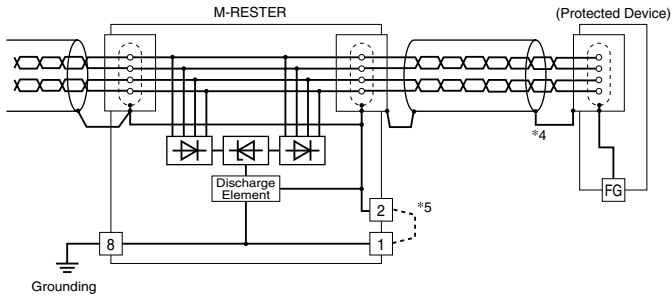 M-RESTER
(Protected Device)
*4
Discharge
Element
FG
2
*5
8
1
Grounding